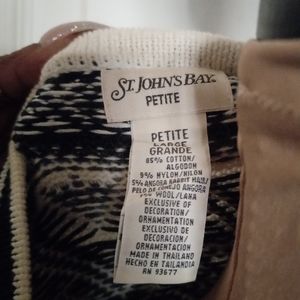 ST. JOHN'S BAY
PETITE
PETITE
LARGE
GRANDE
85% COTTON/
ALGODON
9% NYLON/NILON
5% ANGORA RABBIT HAIR/
PELO DE CONEJO ANGORA
WOOL/LANA
EXCLUSIVE OF
DECORATION/
ORNAMENTATION
EXCLUSIVO DE
DECORACION/
ORNAMENTACION
MADE IN THAILAND
HECHO EN TAILANDIA
RN 93677